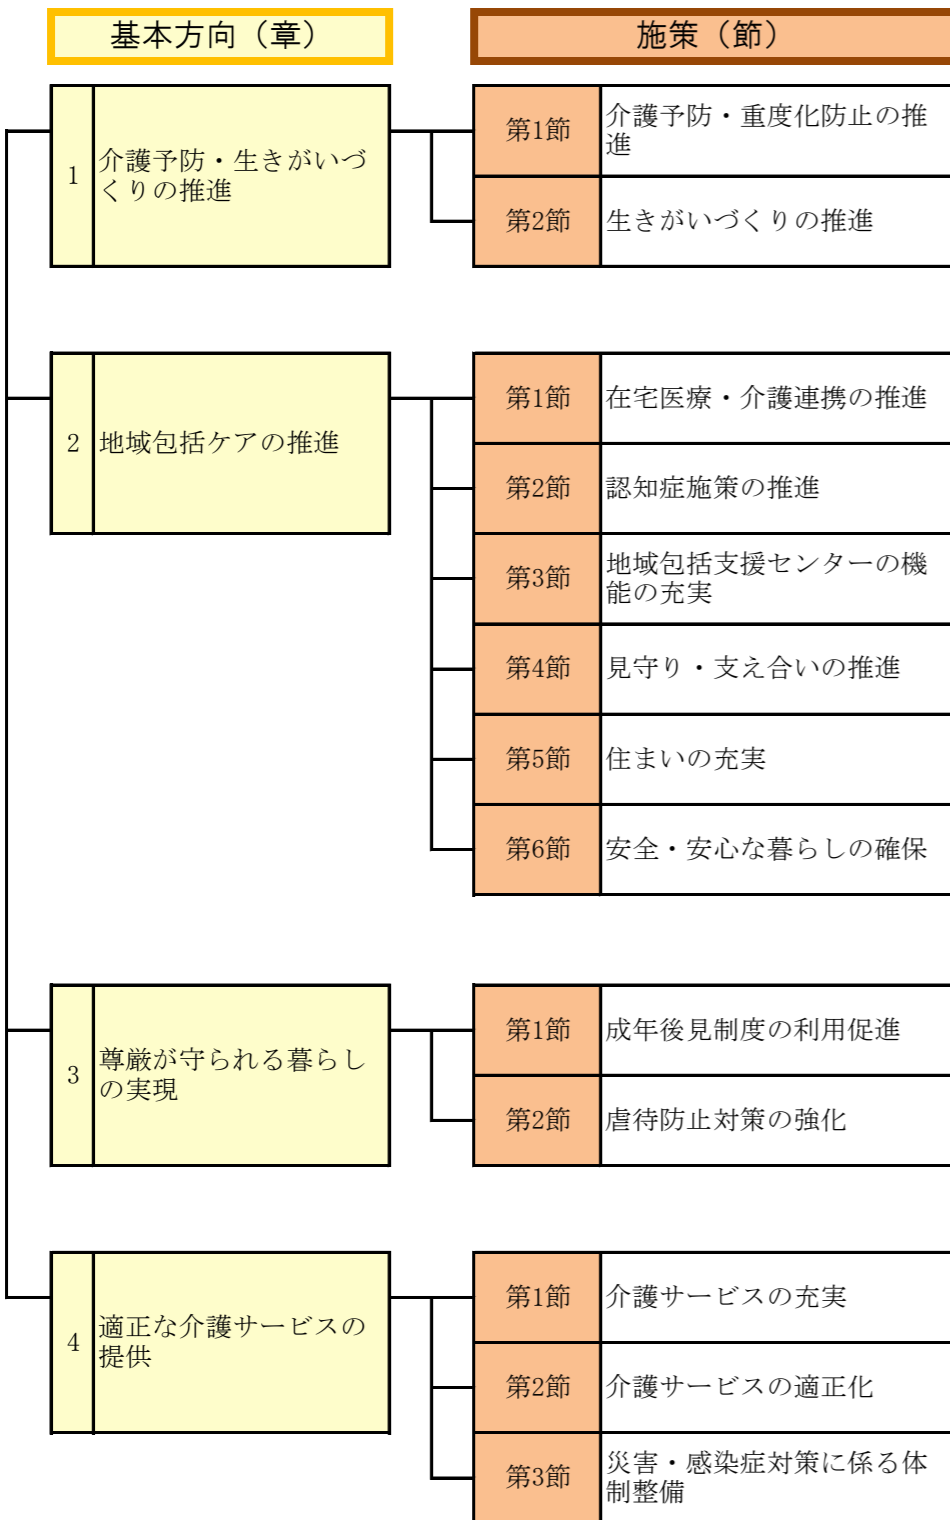 基本方向（章）
施策（節）
1
介護予防・生きがいづ
くりの推進
第1節
介護予防・重度化防止の推
進
第2節
生きがいづくりの推進
2
地域包括ケアの推進
第1節
在宅医療・介護連携の推進
第2節
認知症施策の推進
第3節
地域包括支援センターの機
能の充実
第4節
見守り・支え合いの推進
第5節
住まいの充実
第6節
安全・安心な暮らしの確保
3
尊厳が守られる暮らし
の実現
第1節
成年後見制度の利用促進
第2節
虐待防止対策の強化
4
適正な介護サービスの
提供
第1節
介護サービスの充実
第2節
介護サービスの適正化
第3節
災害・感染症対策に係る体
制整備